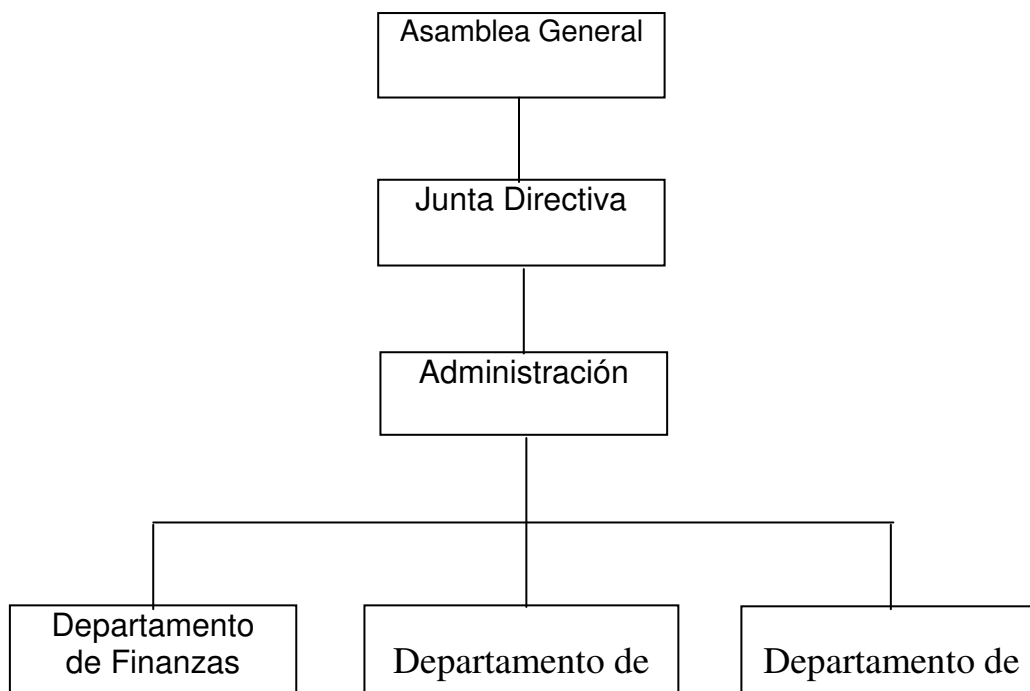 Asamblea General
Junta Directiva
Administración
Departamento
de Finanzas
Departamento de
Departamento de